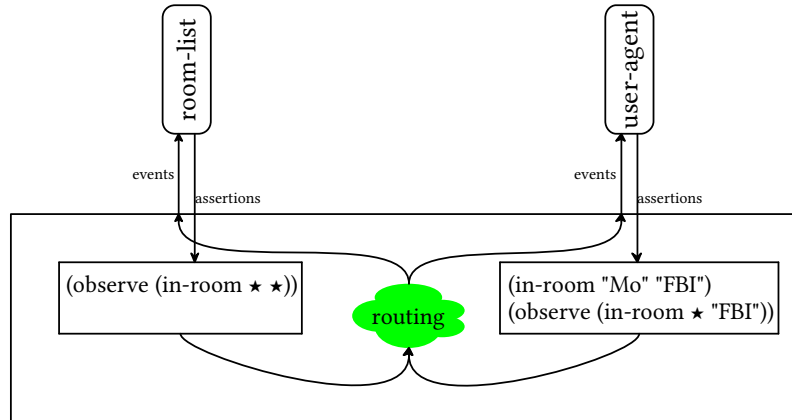 room-list
user-agent
events
assertions
events
assertions
(observe (in-room ★ ★))
(in-room "Mo" "FBI")
(observe (in-room ★ "FBI"))
routing